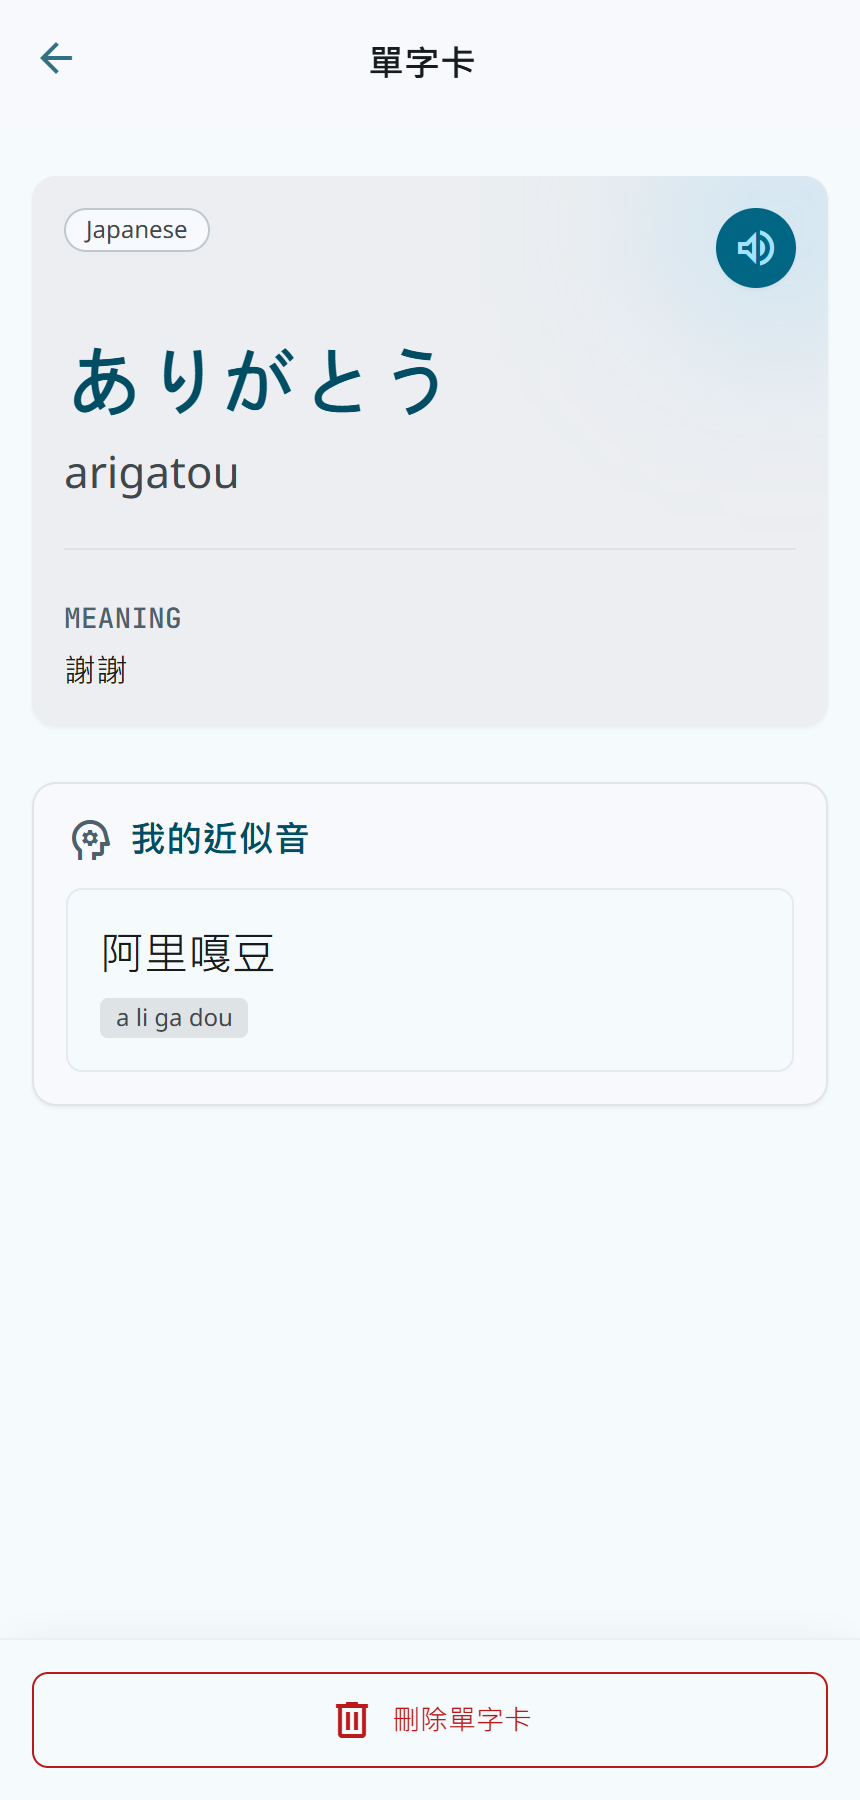 單字卡
Japanese
ありがとう
arigatou
MEANING
謝謝
我的近似音
阿里嘎豆
a li ga dou
刪除單字卡